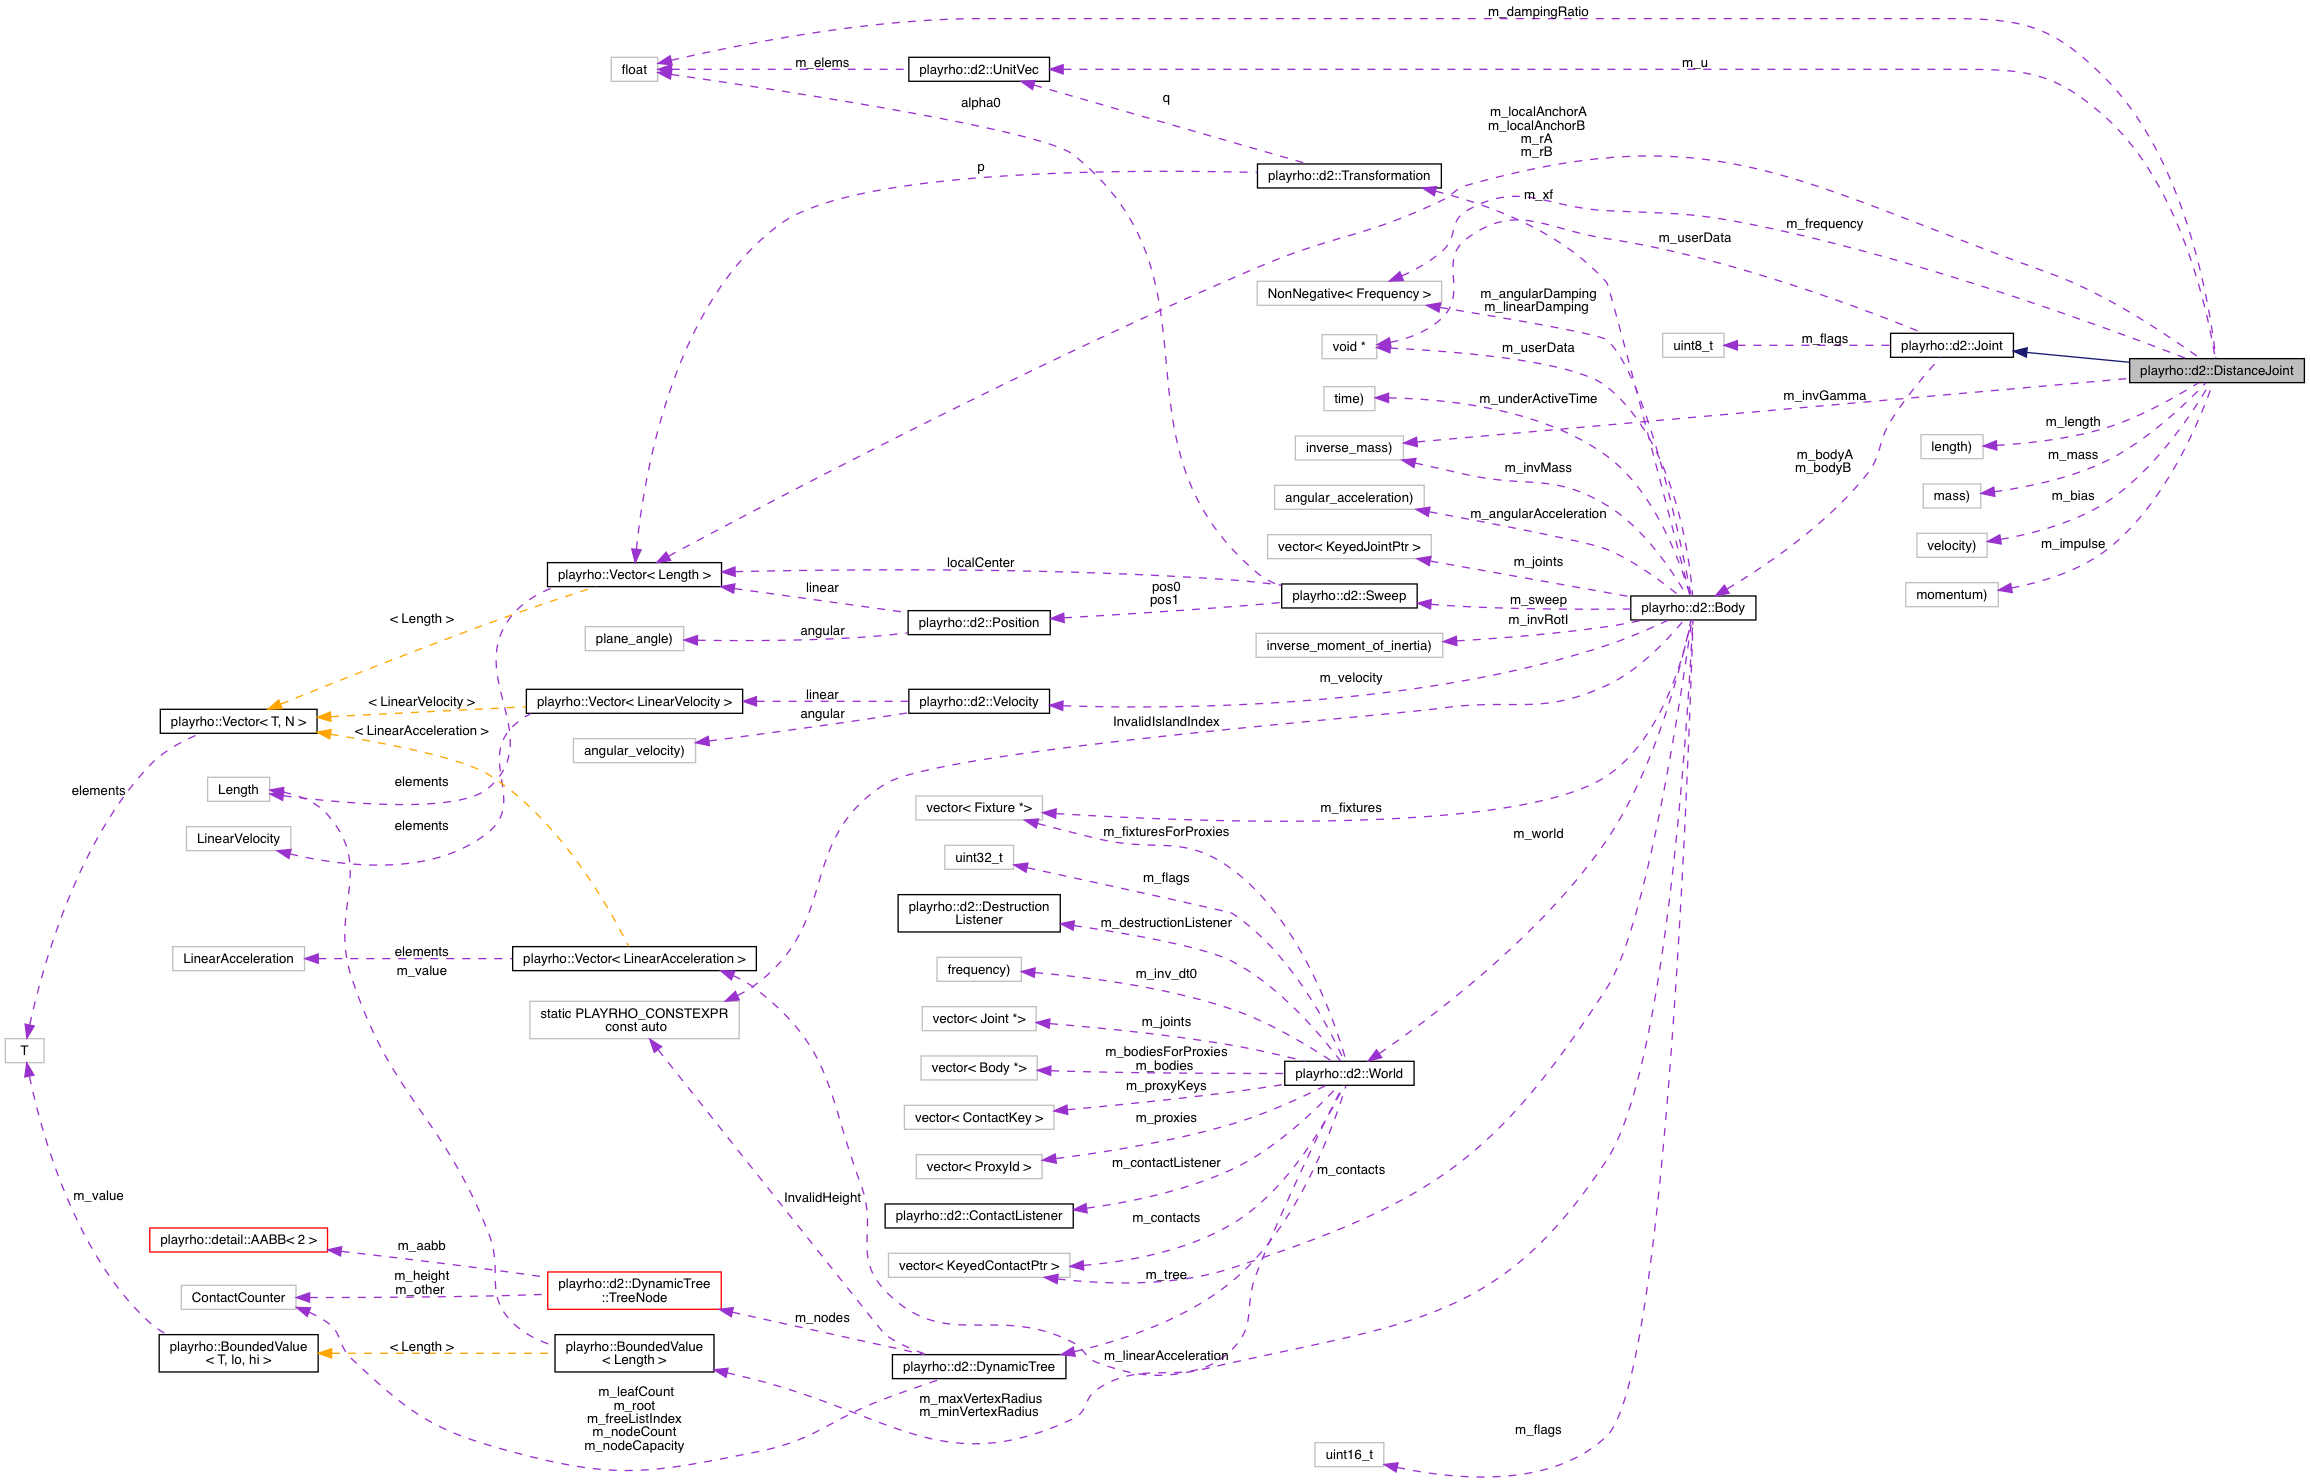 m_dampingRatio
float
m_elems
playrho::d2::UnitVec
m_u
alpha0
q
m_localAnchorA
m_localAnchorB
m_rA
m_rB
p
playrho::d2::Transformation
m_xf
m_frequency
m_userData
NonNegative< Frequency >
m_angularDamping
m_linearDamping
void *
m_userData
uint8_t
m_flags
playrho::d2::Joint
playrho::d2::DistanceJoint
time)
m_underActiveTime
m_invGamma
inverse_mass)
m_invMass
length)
m_length
m_bodyA
m_bodyB
m_mass
mass)
angular_acceleration)
m_angularAcceleration
m_bias
velocity)
vector< KeyedJointPtr >
m_joints
m_impulse
momentum)
playrho::Vector< Length >
localCenter
linear
pos0
pos1
playrho::d2::Sweep
m_sweep
playrho::d2::Body
< Length >
plane_angle)
angular
playrho::d2::Position
inverse_moment_of_inertia)
m_invRotI
m_velocity
playrho::Vector< T, N >
< LinearVelocity >
playrho::Vector< LinearVelocity >
linear
angular
playrho::d2::Velocity
InvalidIslandIndex
< LinearAcceleration >
angular_velocity)
elements
Length
elements
LinearVelocity
elements
vector< Fixture *>
m_fixtures
m_fixturesForProxies
m_world
uint32_t
m_flags
playrho::d2::Destruction
Listener
m_destructionListener
LinearAcceleration
elements
m_value
playrho::Vector< LinearAcceleration >
frequency)
m_inv_dt0
static PLAYRHO_CONSTEXPR
const auto
vector< Joint *>
m_joints
T
vector< Body *>
m_bodiesForProxies
m_bodies
playrho::d2::World
m_proxyKeys
vector< ContactKey >
m_proxies
vector< ProxyId >
m_contactListener
m_contacts
m_value
InvalidHeight
playrho::d2::ContactListener
m_contacts
playrho::detail::AABB< 2 >
m_aabb
vector< KeyedContactPtr >
m_tree
ContactCounter
m_height
m_other
playrho::d2::DynamicTree
::TreeNode
m_nodes
playrho::BoundedValue
< T, lo, hi >
< Length >
playrho::BoundedValue
< Length >
playrho::d2::DynamicTree
m_linearAcceleration
m_leafCount
m_root
m_freeListIndex
m_nodeCount
m_nodeCapacity
m_maxVertexRadius
m_minVertexRadius
uint16_t
m_flags